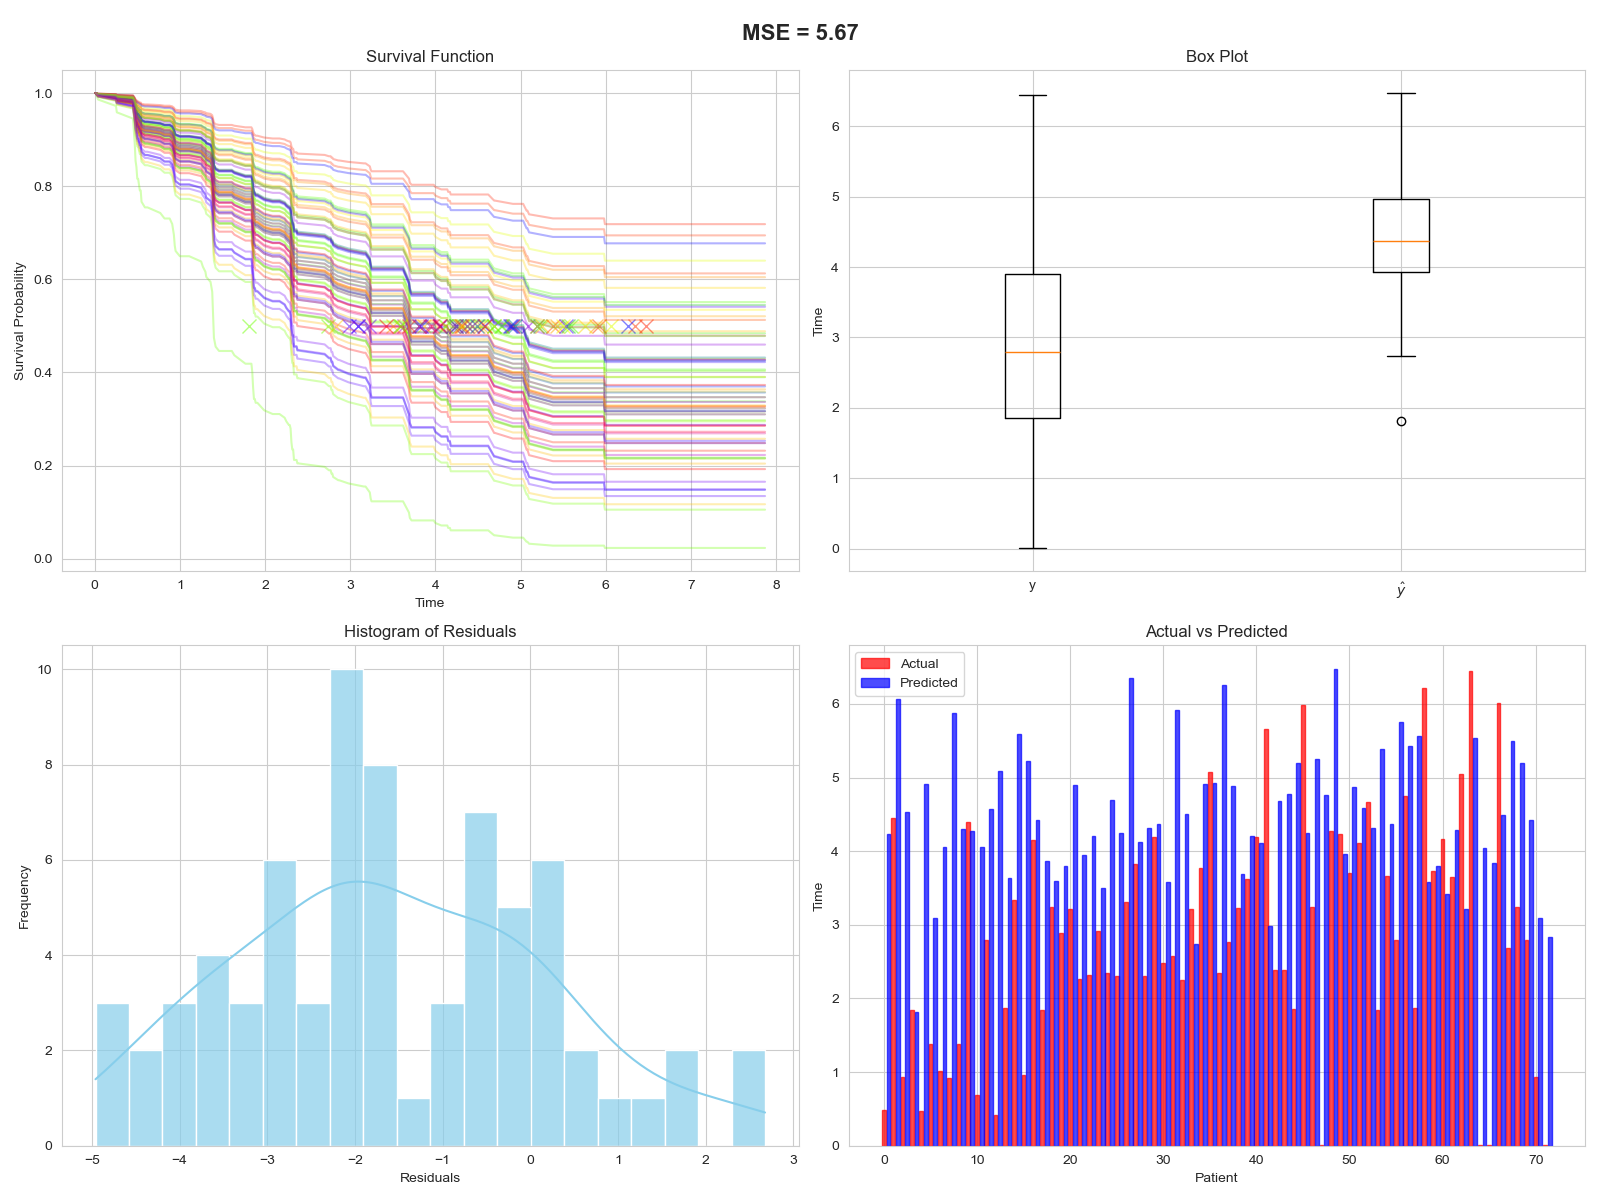 MSE = 5.67
Survival Function
Survival Probability
1.0
0.8
0.6
0.4
0.2
0.0
0 1 2 3 4 5 6 7 8
Time
Box Plot
Time
6
5
4
3
2
1
0
y ŷ
Histogram of Residuals
Frequency
10
8
6
4
2
0
−5 −4 −3 −2 −1 0 1 2 3
Residuals
Actual vs Predicted
Actual
Predicted
Time
6
5
4
3
2
1
0
0 10 20 30 40 50 60 70
Patient